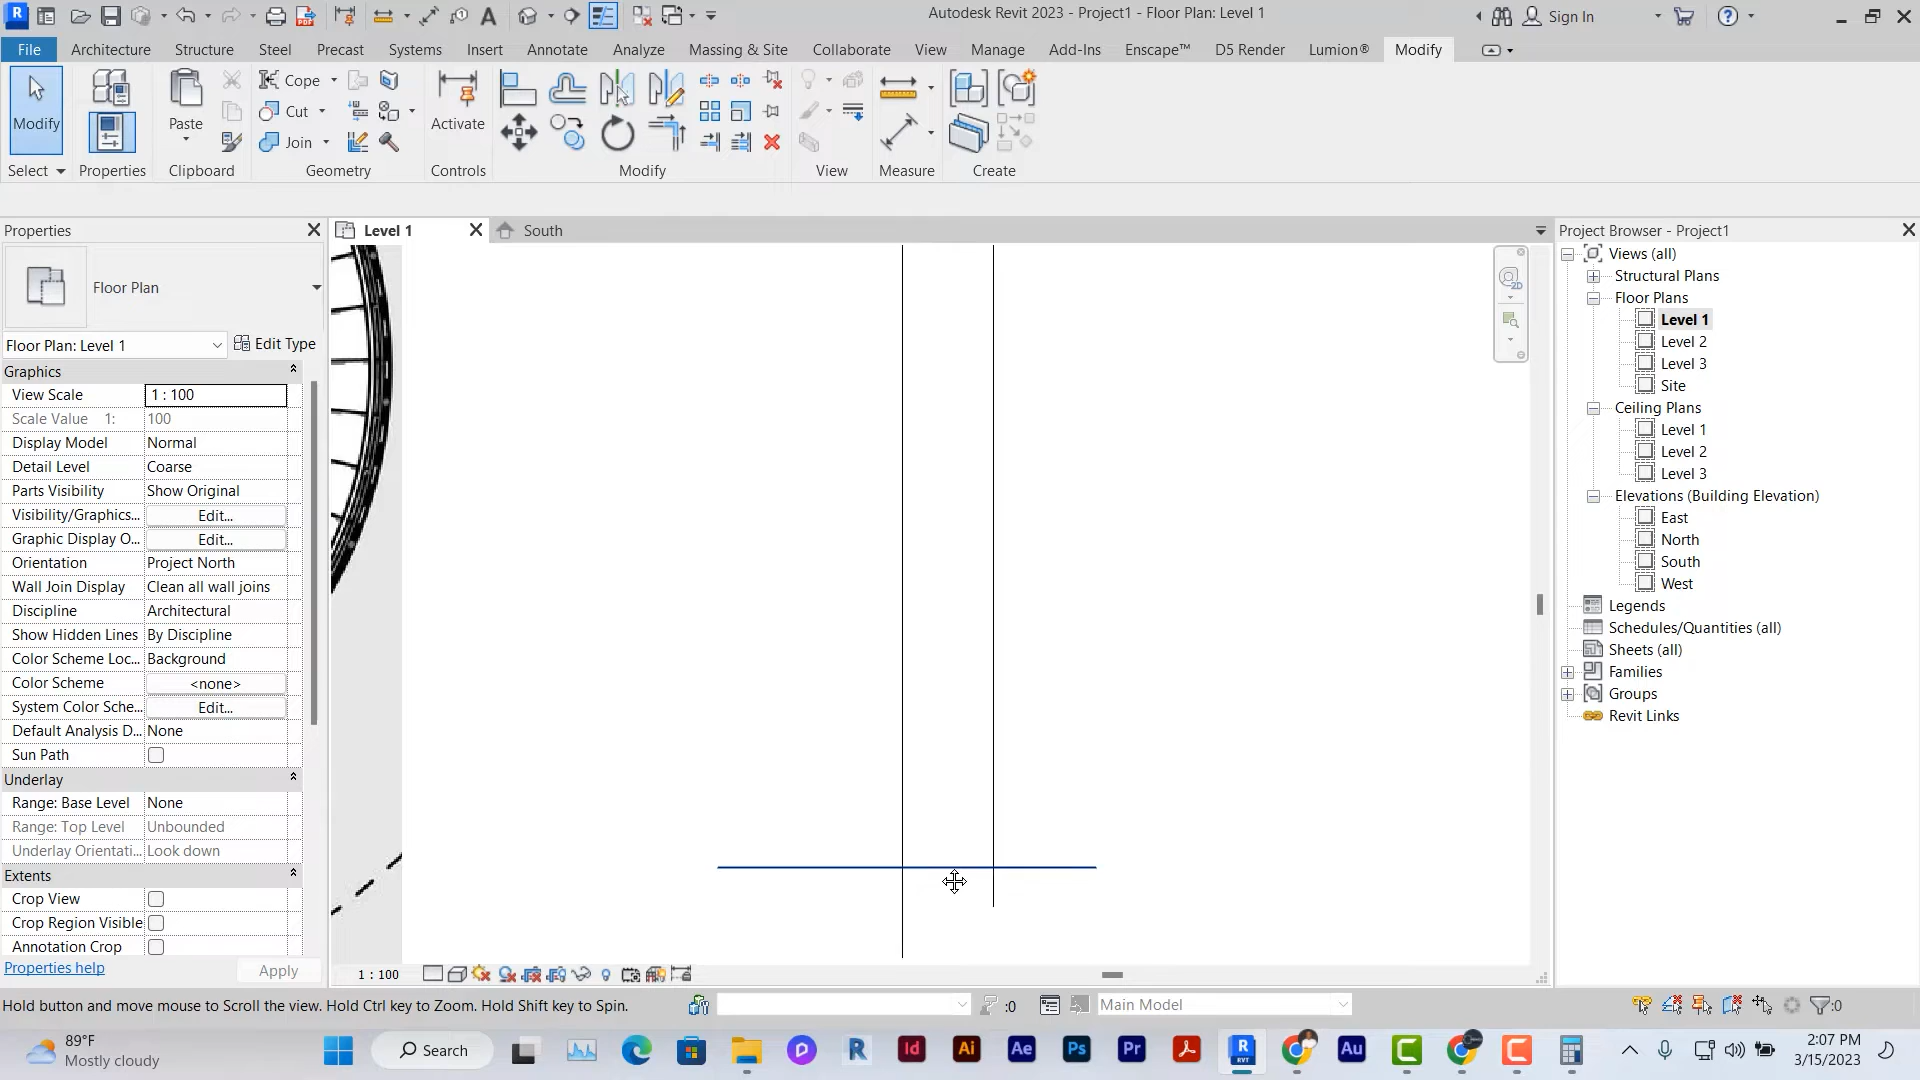 Autodesk Revit 2023 - Project1 - Floor Plan: Level 1
Sign In
File
Architecture
Structure
Steel
Precast
Systems
Insert
Annotate
Analyze
Massing & Site
Collaborate
View
Manage
Add-Ins
Enscape™
D5 Render
Lumion®
Modify
Modify
Paste
Cope
Cut
Join
Activate
Select
Properties
Clipboard
Geometry
Controls
Modify
View
Measure
Create
Properties
Floor Plan
Floor Plan: Level 1
Edit Type
Graphics
View Scale 1 : 100
Scale Value 1: 100
Display Model Normal
Detail Level Coarse
Parts Visibility Show Original
Visibility/Graphics... Edit...
Graphic Display O... Edit...
Orientation Project North
Wall Join Display Clean all wall joins
Discipline Architectural
Show Hidden Lines By Discipline
Color Scheme Loc... Background
Color Scheme <none>
System Color Sche... Edit...
Default Analysis D... None
Sun Path
Underlay
Range: Base Level None
Range: Top Level Unbounded
Underlay Orientati... Look down
Extents
Crop View
Crop Region Visible
Annotation Crop
Properties help
Apply
Level 1
South
2D
1 : 100
Project Browser - Project1
Views (all)
Structural Plans
Floor Plans
Level 1
Level 2
Level 3
Site
Ceiling Plans
Level 1
Level 2
Level 3
Elevations (Building Elevation)
East
North
South
West
Legends
Schedules/Quantities (all)
Sheets (all)
Families
Groups
Revit Links
Hold button and move mouse to Scroll the view. Hold Ctrl key to Zoom. Hold Shift key to Spin.
:0
Main Model
:0
89°F
Mostly cloudy
Search
Id
Ai
Ae
Ps
Pr
R
RVT
Au
2:07 PM
3/15/2023